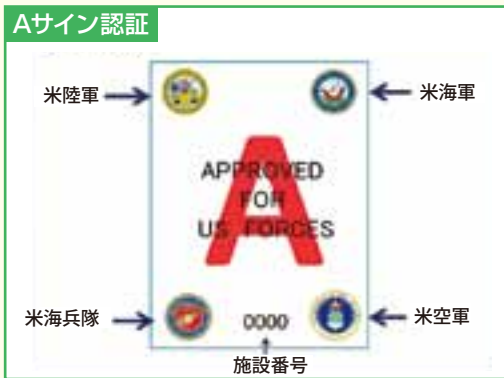 Aサイン認証
米陸軍
米海軍
APPROVED
FOR
US FORCES
A
米海兵隊
0000
米空軍
施設番号